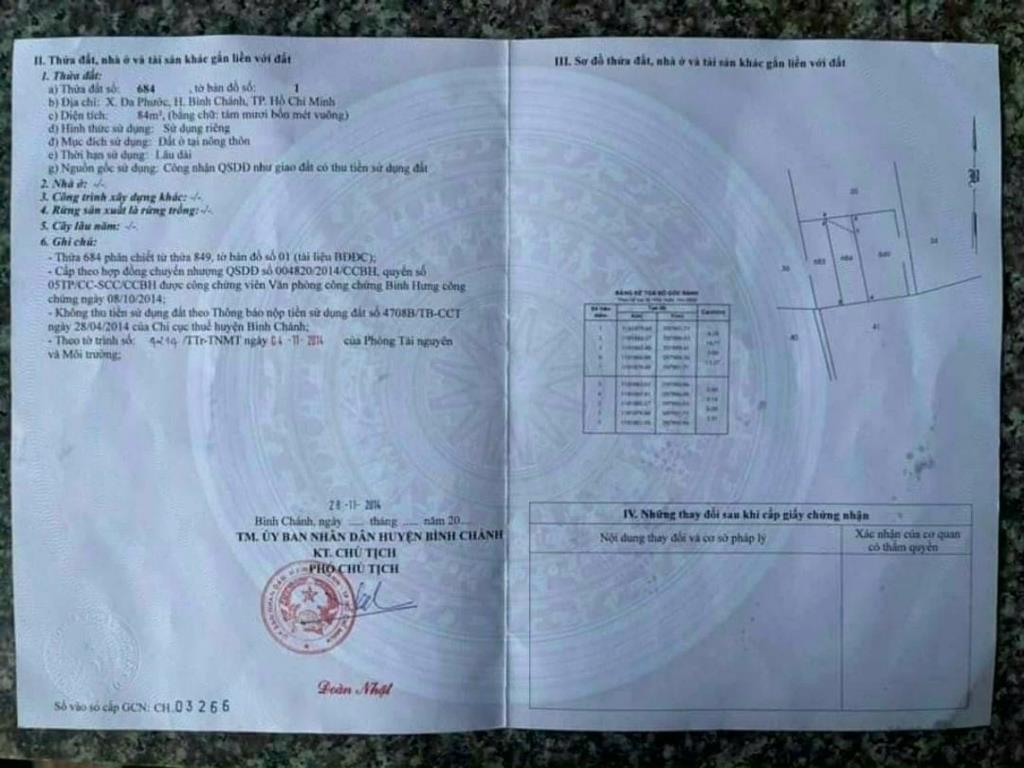 II. Thửa đất, nhà ở và tài sản khác gắn liền với đất
1. Thửa đất:
a) Thửa đất số: 684 , tờ bản đồ số: 1
b) Địa chỉ: X. Đa Phước, H. Bình Chánh, TP. Hồ Chí Minh
c) Diện tích: 84m², (bằng chữ: tám mươi bốn mét vuông)
d) Hình thức sử dụng: Sử dụng riêng
đ) Mục đích sử dụng: Đất ở tại nông thôn
e) Thời hạn sử dụng: Lâu dài
g) Nguồn gốc sử dụng: Công nhận QSDĐ như giao đất có thu tiền sử dụng đất
2. Nhà ở: -/-.
3. Công trình xây dựng khác: -/-.
4. Rừng sản xuất là rừng trồng: -/-.
5. Cây lâu năm: -/-
6. Ghi chú:
- Thửa 684 phân chiết từ thửa 849, tờ bản đồ số 01 (tài liệu BĐĐC);
- Cấp theo hợp đồng chuyển nhượng QSDĐ số 004820/2014/CCBH, quyển số
05TP/CC-SCC/CCBH được công chứng viên Văn phòng công chứng Bình Hưng công
chứng ngày 08/10/2014;
- Không thu tiền sử dụng đất theo Thông báo nộp tiền sử dụng đất số 4708B/TB-CCT
ngày 28/04/2014 của Chi cục thuế huyện Bình Chánh;
- Theo tờ trình số: /TTr-TNMT ngày 04 -11- 2014 của Phòng Tài nguyên
và Môi trường;
28 -11- 2014
Bình Chánh, ngày ..... tháng ..... năm 20....
TM. ỦY BAN NHÂN DÂN HUYỆN BÌNH CHÁNH
KT. CHỦ TỊCH
PHÓ CHỦ TỊCH
Đoàn Nhật
Số vào sổ cấp GCN: CH 03266
III. Sơ đồ thửa đất, nhà ở và tài sản khác gắn liền với đất
B
683
684
849
34
41
40
BẢNG KÊ TỌA ĐỘ GÓC RANH
IV. Những thay đổi sau khi cấp giấy chứng nhận
Nội dung thay đổi và cơ sở pháp lý
Xác nhận của cơ quan
có thẩm quyền